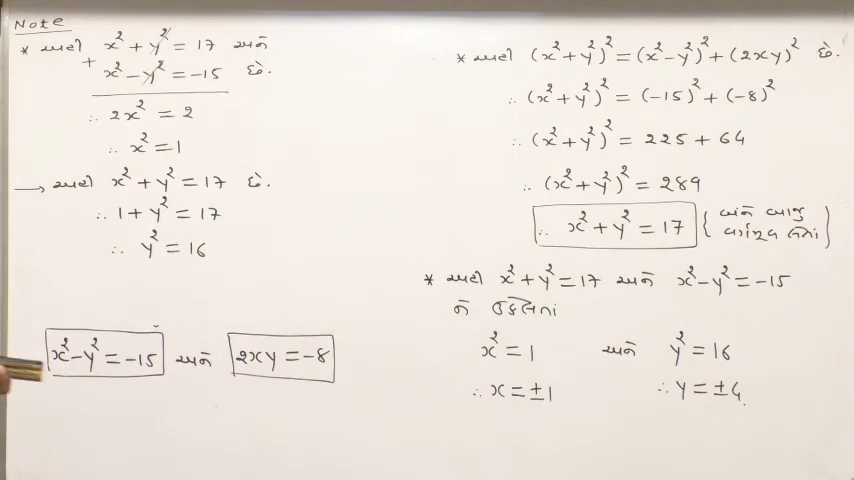 Note
* અહીં x² + y² = 17 અને
+ x² - y² = -15 છે.
∴ 2x² = 2
∴ x² = 1
→ અહીં x² + y² = 17 છે.
∴ 1 + y² = 17
∴ y² = 16
x² - y² = -15 અને 2xy = -8
* અહીં (x² + y²)² = (x² - y²)² + (2xy)² છે.
∴ (x² + y²)² = (-15)² + (-8)²
∴ (x² + y²)² = 225 + 64
∴ (x² + y²)² = 289
∴ x² + y² = 17 { બંને બાજુ
વર્ગમૂળ લેતાં }
* અહીં x² + y² = 17 અને x² - y² = -15
ને ઉકેલતાં
x² = 1 અને y² = 16
∴ x = ±1 ∴ y = ±4.